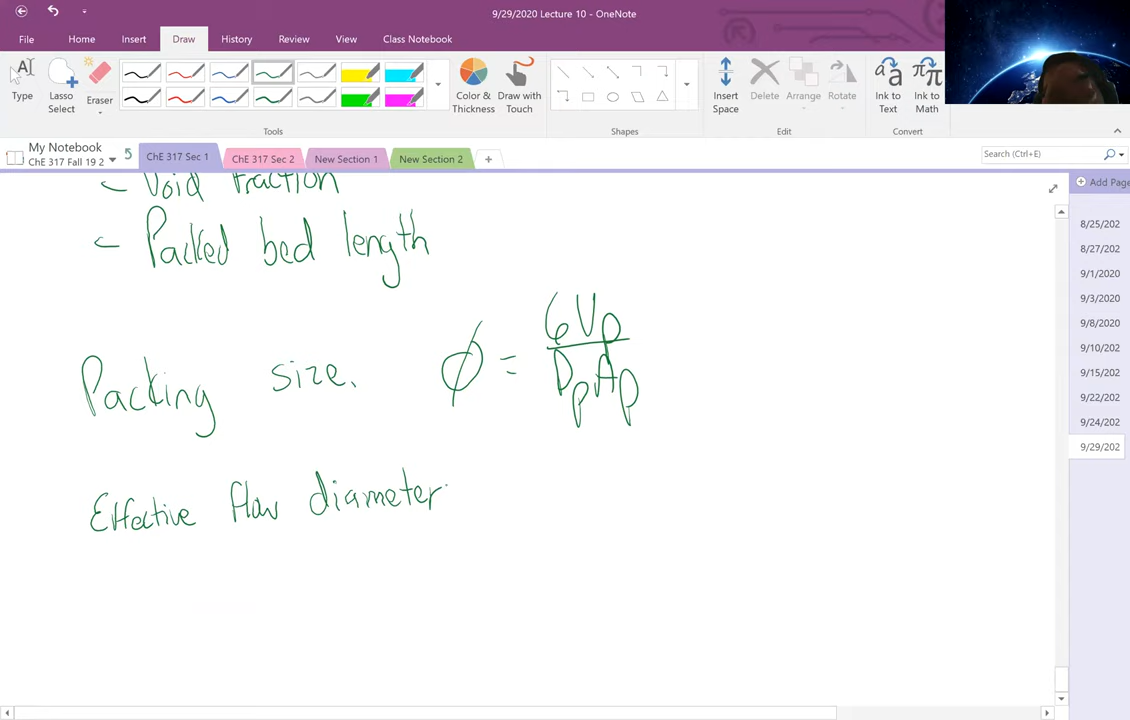 9/29/2020 Lecture 10 - OneNote
File Home Insert Draw History Review View Class Notebook
Type Lasso Select Eraser Color & Thickness Draw with Touch Insert Space Delete Arrange Rotate Ink to Text Ink to Math
Tools Shapes Edit Convert
My Notebook
ChE 317 Fall 19 2
ChE 317 Sec 1 ChE 317 Sec 2 New Section 1 New Section 2 +
Search (Ctrl+E)
Add Page
8/25/202
8/27/202
9/1/2020
9/3/2020
9/8/2020
9/10/202
9/15/202
9/22/202
9/24/202
9/29/202
- Void fraction
- Packed bed length
Packing size. φ = 6Vp / DpAp
Effective flow diameter